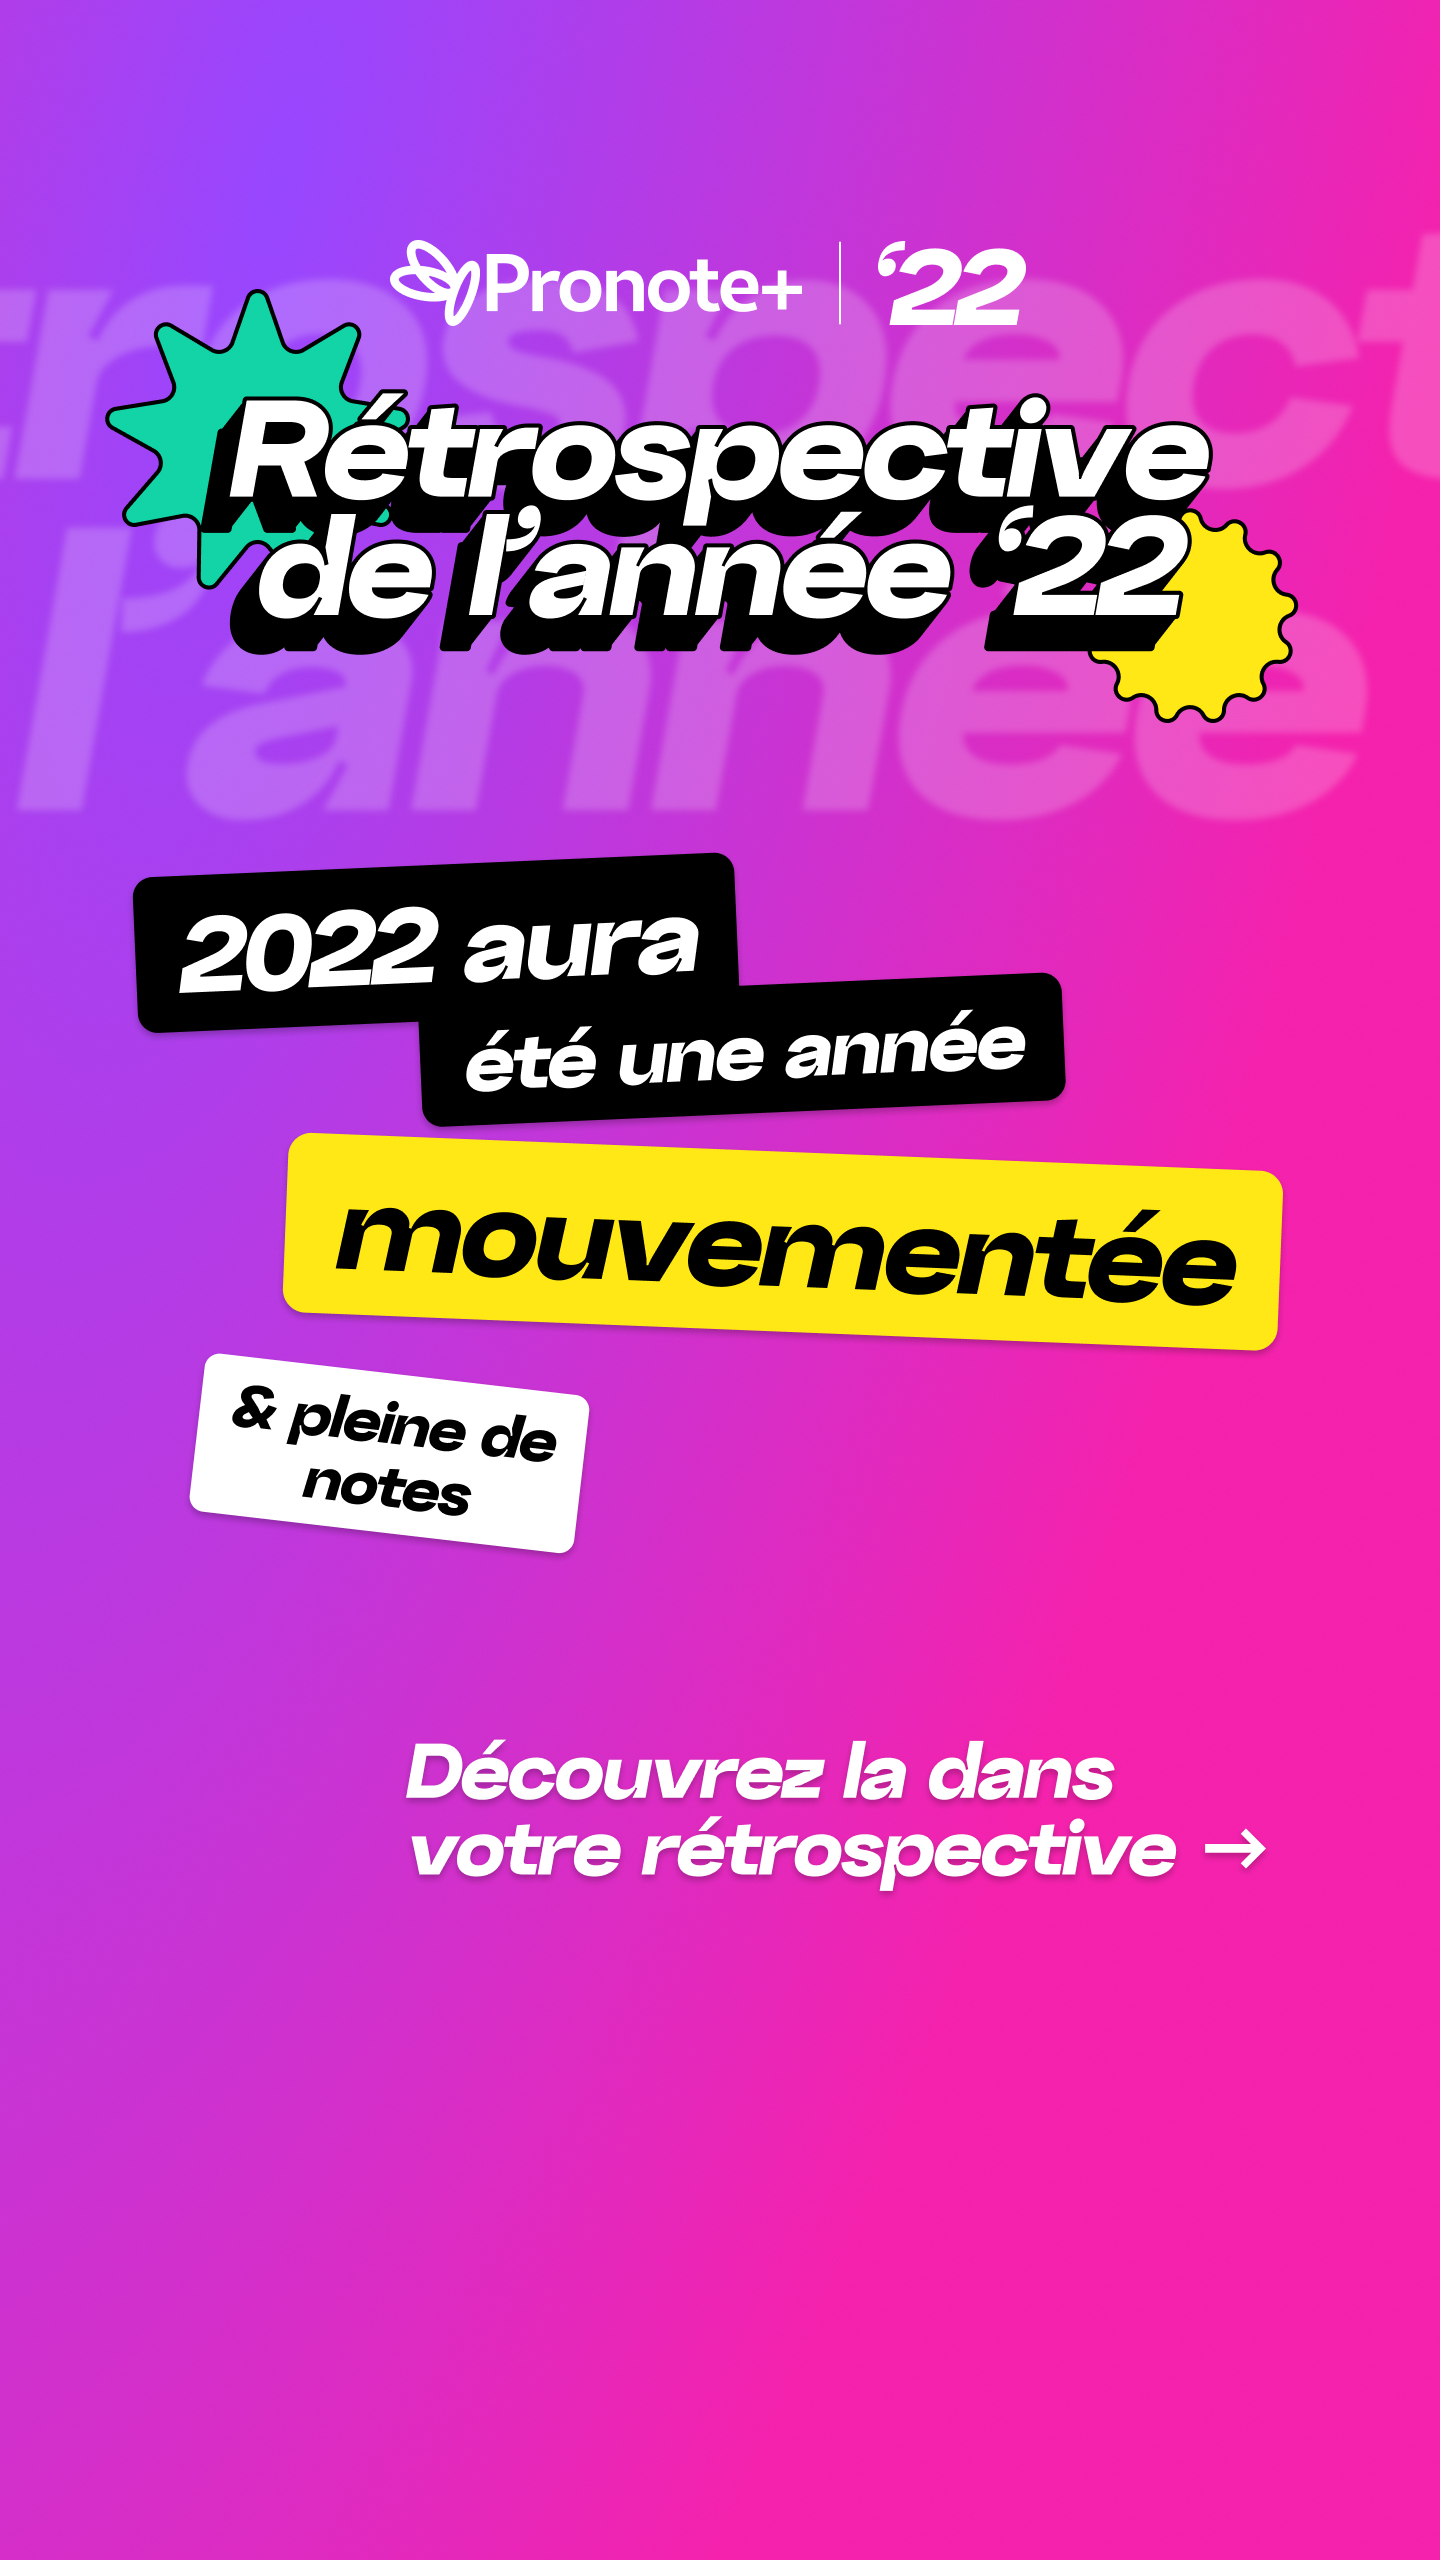 Pronote+ ‘22
Rétrospective
de l’année ‘22
2022 aura
été une année
mouvementée
& pleine de
notes
Découvrez la dans
votre rétrospective →